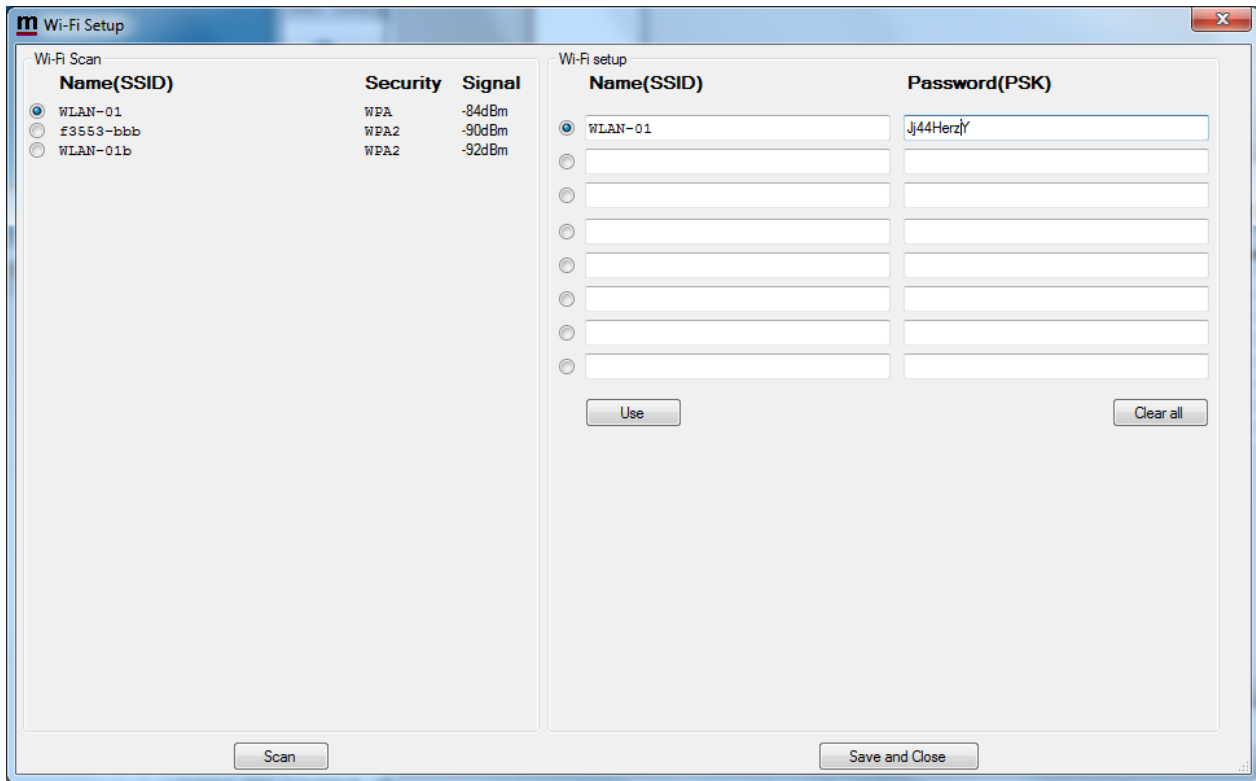 m Wi-Fi Setup
Wi-Fi Scan
Name(SSID) Security Signal
WLAN-01 WPA -84dBm
f3553-bbb WPA2 -90dBm
WLAN-01b WPA2 -92dBm
Scan
Wi-Fi setup
Name(SSID) Password(PSK)
WLAN-01 Jj44HerzY
Use Clear all
Save and Close